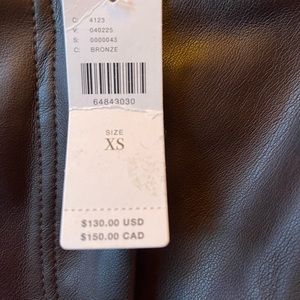 D: 4123
V: 040225
S: 0000043
C: BRONZE
64843030
SIZE
XS
$130.00 USD
$150.00 CAD